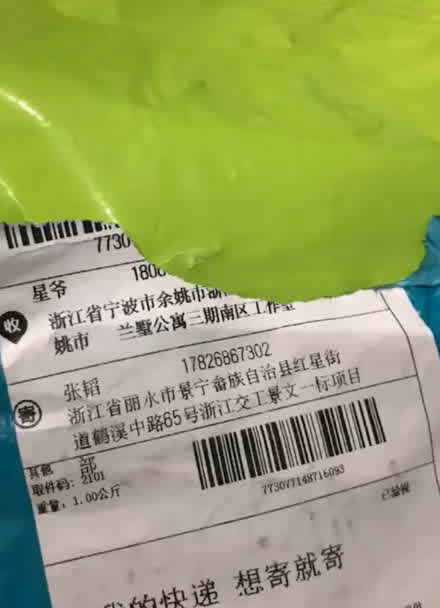 7730
1800
星爷
浙江省宁波市余姚市
姚市 兰墅公寓三期南区工作室
17826867302
张韬
浙江省丽水市景宁畲族自治县红星街
道鹤溪中路65号浙江交工景文一标项目
部
收
寄
其他
取件码: 2101
重量: 1.00公斤
773077148716093
已验视
的快递 想寄就寄